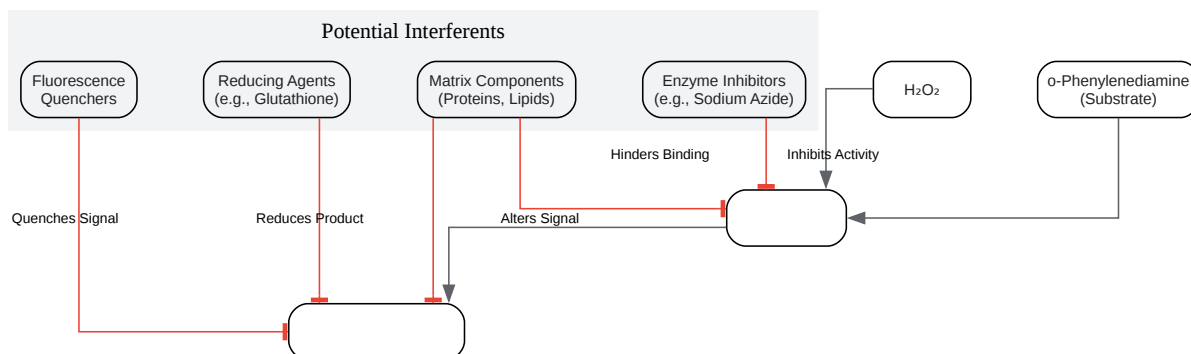 Potential Interferents
Fluorescence
Quenchers
Reducing Agents
(e.g., Glutathione)
Matrix Components
(Proteins, Lipids)
Enzyme Inhibitors
(e.g., Sodium Azide)
H₂O₂
o-Phenylenediamine
(Substrate)
Hinders Binding
Inhibits Activity
Quenches Signal
Reduces Product
Alters Signal